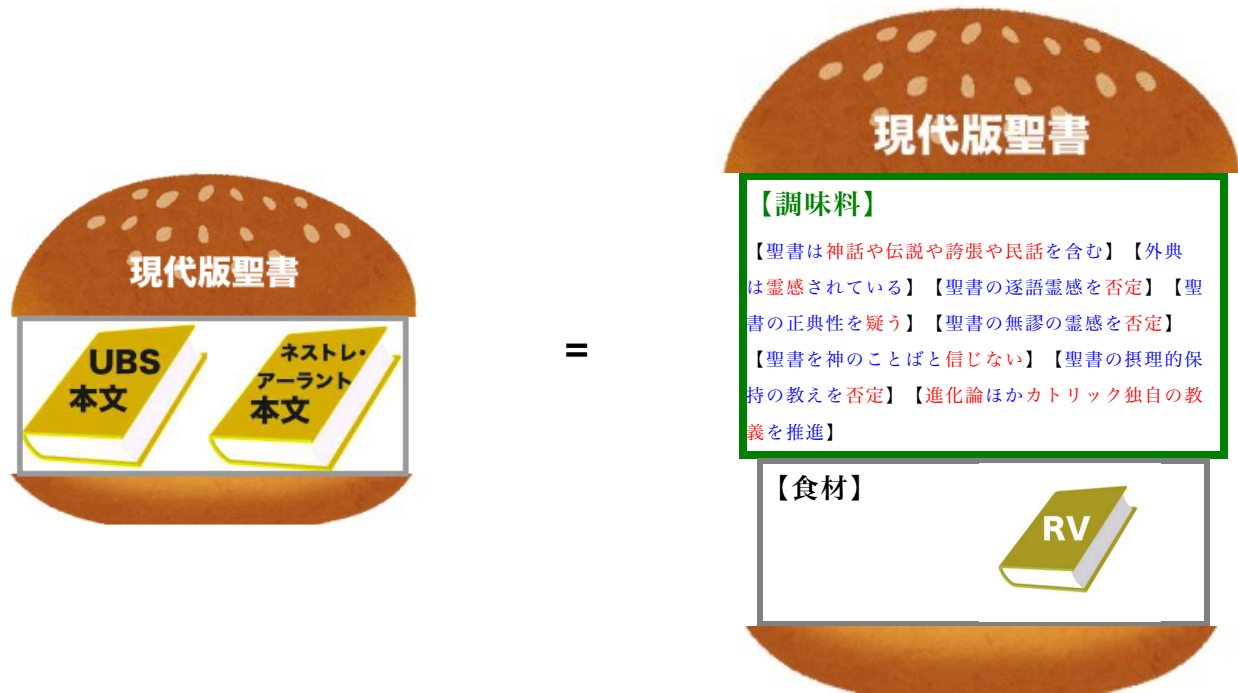 現代版聖書
UBS
本文
ネストレ・
アーラント
本文
=
現代版聖書
【調味料】
【聖書は神話や伝説や誇張や民話を含む】【外典
は霊感されている】【聖書の逐語霊感を否定】【聖
書の正典性を疑う】【聖書の無謬の霊感を否定】
【聖書を神のことばと信じない】【聖書の摂理的保
持の教えを否定】【進化論ほかカトリック独自の教
義を推進】
【食材】
RV